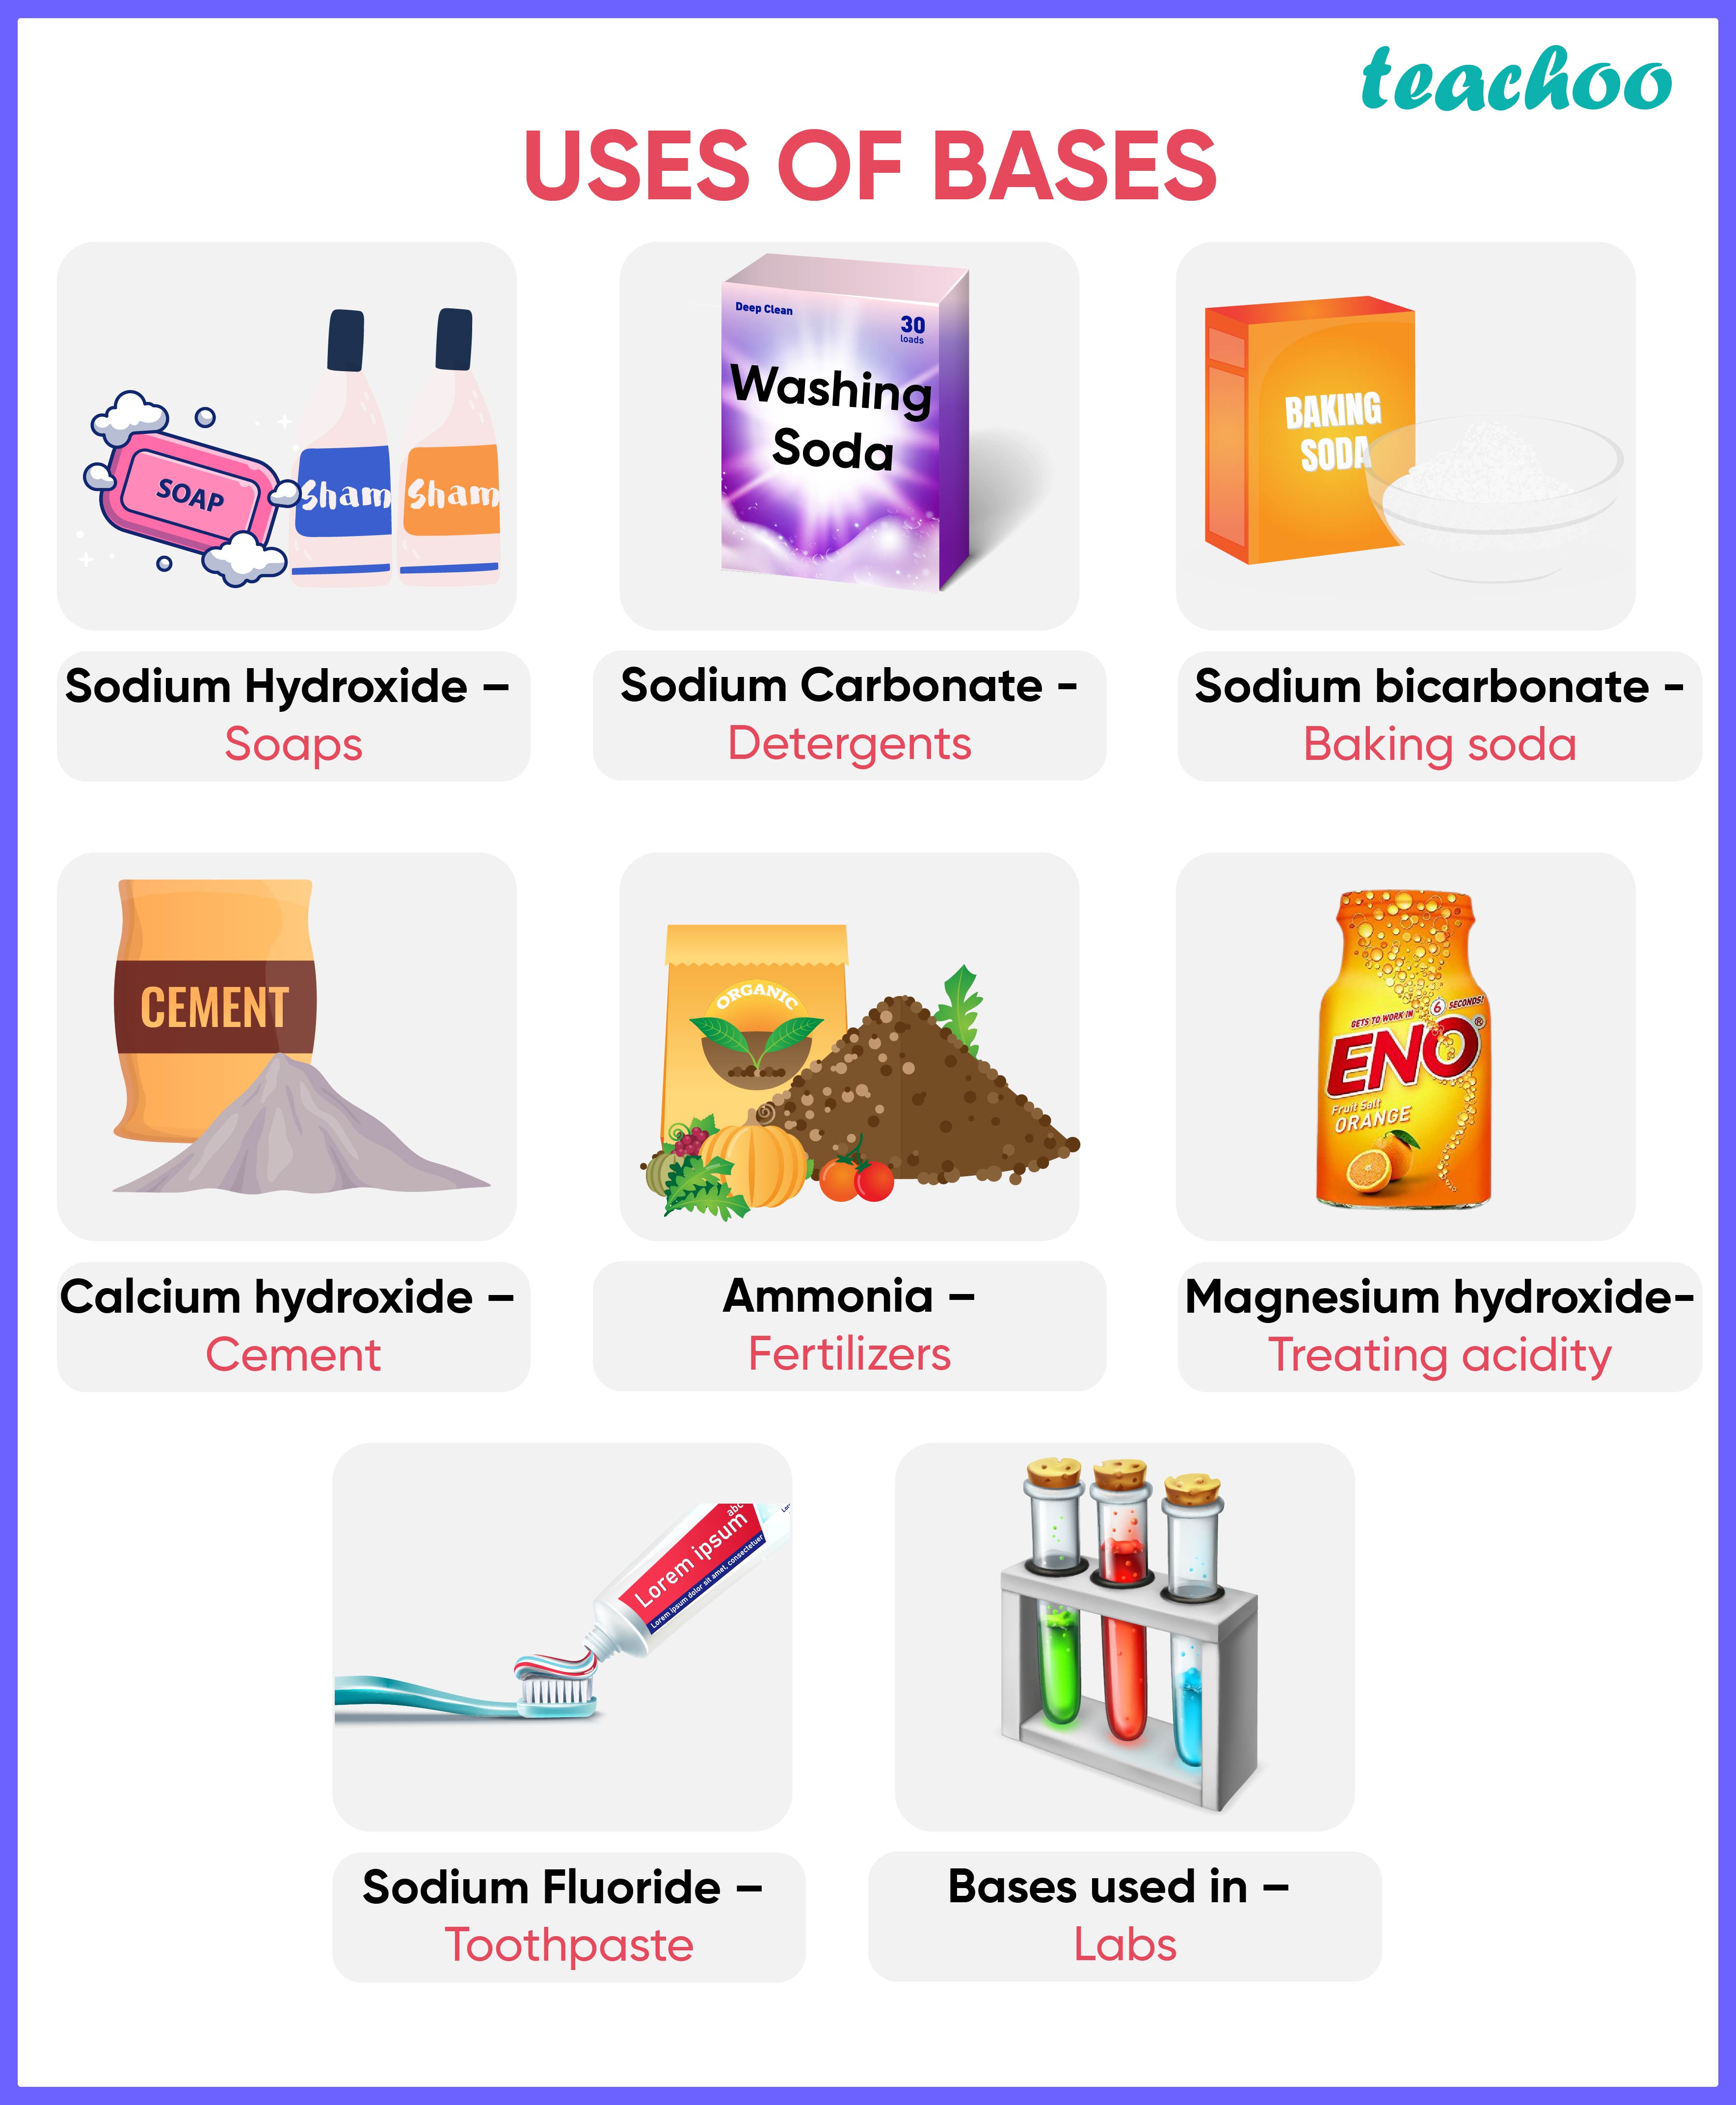 teachoo
USES OF BASES
SOAP
Sham
Sham
Deep Clean
30
loads
Washing
Soda
BAKING
SODA
Sodium Hydroxide –
Soaps
Sodium Carbonate -
Detergents
Sodium bicarbonate -
Baking soda
CEMENT
ORGANIC
GETS TO WORK IN 6 SECONDS!
ENO®
Fruit Salt
ORANGE
Calcium hydroxide –
Cement
Ammonia –
Fertilizers
Magnesium hydroxide-
Treating acidity
abc
Lorem ipsum
Lorem ipsum dolor sit amet, consectetuer
Sodium Fluoride –
Toothpaste
Bases used in –
Labs